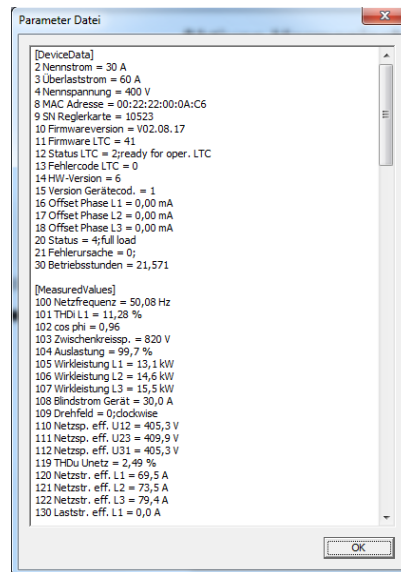 Parameter Datei
[DeviceData]
2 Nennstrom = 30 A
3 Überlaststrom = 60 A
4 Nennspannung = 400 V
8 MAC Adresse = 00:22:22:00:0A:C6
9 SN Reglerkarte = 10523
10 Firmwareversion = V02.08.17
11 Firmware LTC = 41
12 Status LTC = 2;ready for oper. LTC
13 Fehlercode LTC = 0
14 HW-Version = 6
15 Version Gerätecod. = 1
16 Offset Phase L1 = 0,00 mA
17 Offset Phase L2 = 0,00 mA
18 Offset Phase L3 = 0,00 mA
20 Status = 4;full load
21 Fehlerursache = 0;
30 Betriebsstunden = 21,571
[MeasuredValues]
100 Netzfrequenz = 50,08 Hz
101 THDi L1 = 11,28 %
102 cos phi = 0,96
103 Zwischenkreissp. = 820 V
104 Auslastung = 99,7 %
105 Wirkleistung L1 = 13,1 kW
106 Wirkleistung L2 = 14,6 kW
107 Wirkleistung L3 = 15,5 kW
108 Blindstrom Gerät = 30,0 A
109 Drehfeld = 0;clockwise
110 Netzsp. eff. U12 = 405,3 V
111 Netzsp. eff. U23 = 409,9 V
112 Netzsp. eff. U31 = 405,3 V
119 THDu Unetz = 2,49 %
120 Netzstr. eff. L1 = 69,5 A
121 Netzstr. eff. L2 = 73,5 A
122 Netzstr. eff. L3 = 79,4 A
130 Laststr. eff. L1 = 0,0 A
OK